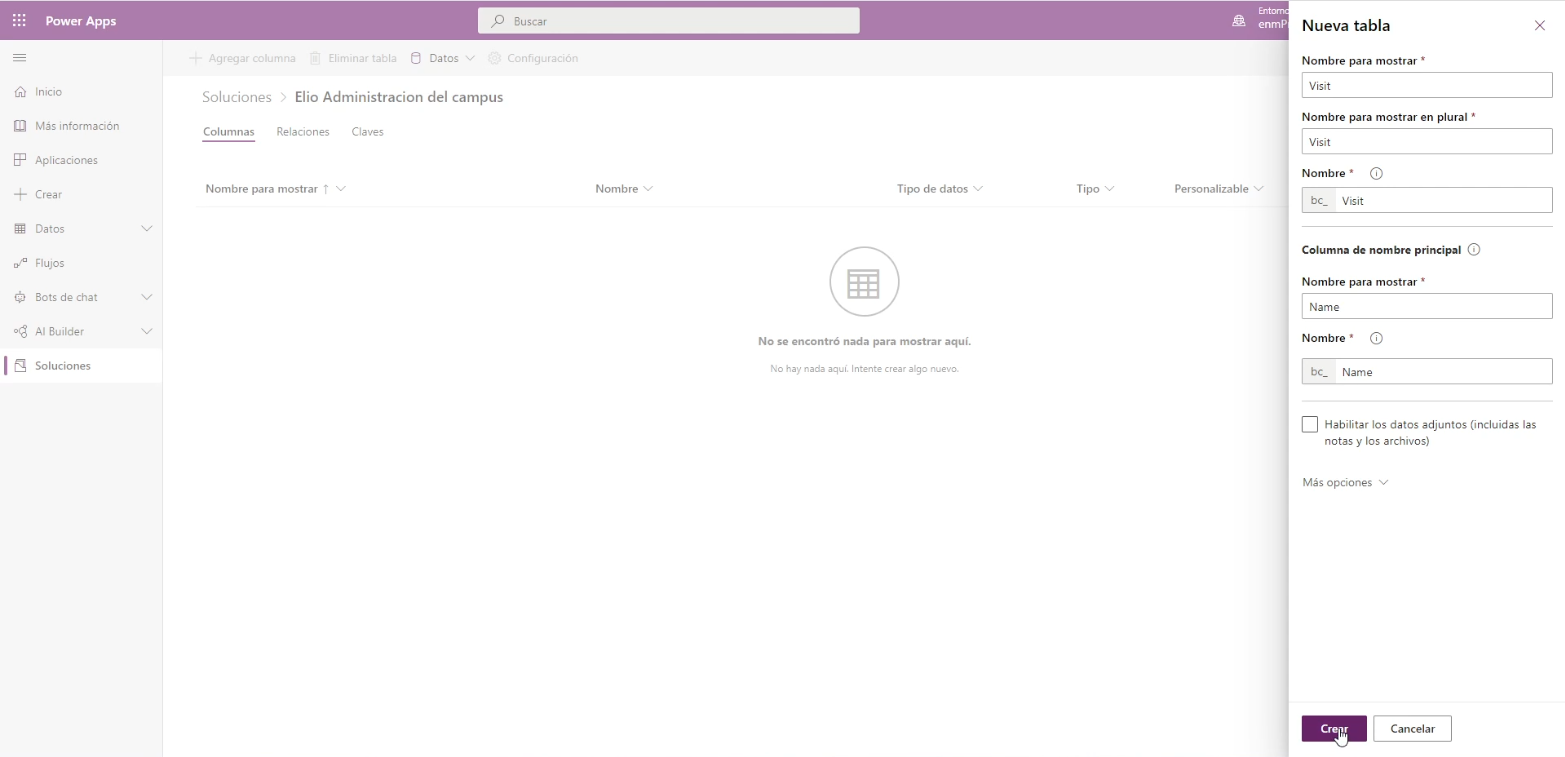 Power Apps
Buscar
Entorno
Inicio
Más información
Aplicaciones
Crear
Datos
Flujos
Bots de chat
AI Builder
Soluciones
Agregar columna
Eliminar tabla
Datos
Configuración
Soluciones > Elio Administracion del campus
Columnas
Relaciones
Claves
Nombre para mostrar ↑
Nombre
Tipo de datos
Tipo
Personalizable
No se encontró nada para mostrar aquí.
No hay nada aquí. Intente crear algo nuevo.
Nueva tabla
Nombre para mostrar *
Visit
Nombre para mostrar en plural *
Visit
Nombre *
bc_ Visit
Columna de nombre principal
Nombre para mostrar *
Name
Nombre *
bc_ Name
Habilitar los datos adjuntos (incluidas las
notas y los archivos)
Más opciones
Crear
Cancelar